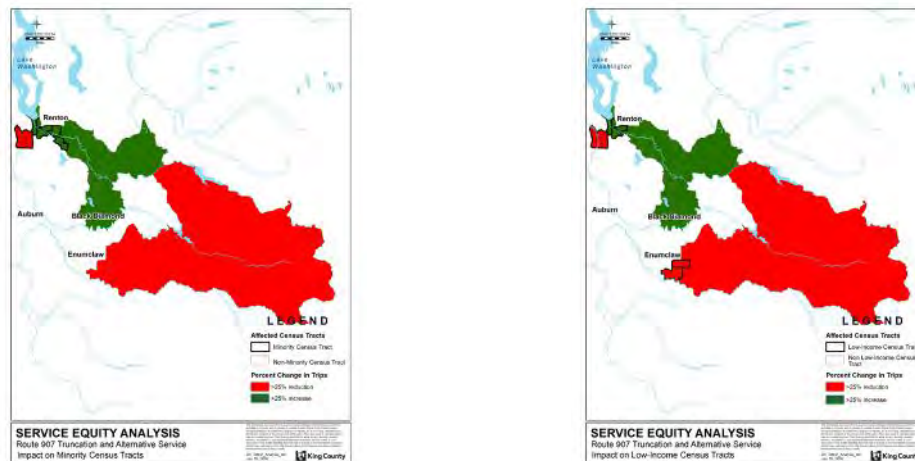 Lake
Washington
Renton
Auburn
Black Diamond
Enumclaw
LEGEND
Affected Census Tracts
Minority Census Tract
Non-Minority Census Tract
Percent Change in Trips
>25% reduction
>25% increase
SERVICE EQUITY ANALYSIS
Route 907 Truncation and Alternative Service
Impact on Minority Census Tracts
King County
Lake
Washington
Renton
Auburn
Black Diamond
Enumclaw
LEGEND
Affected Census Tracts
Low-Income Census Tra
Non Low-Income Census
Tract
Percent Change in Trips
>25% reduction
>25% increase
SERVICE EQUITY ANALYSIS
Route 907 Truncation and Alternative Service
Impact on Low-Income Census Tracts
King County